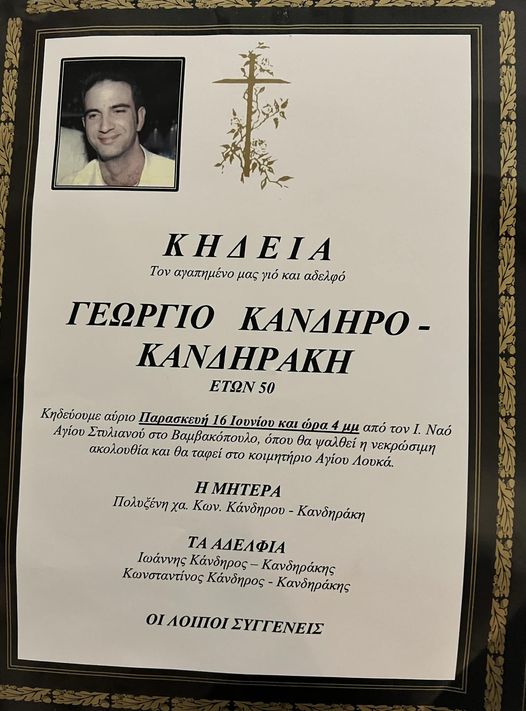 ΚΗΔΕΙΑ
Τον αγαπημένο μας γιό και αδελφό
ΓΕΩΡΓΙΟ ΚΑΝΔΗΡΟ -
ΚΑΝΔΗΡΑΚΗ
ΕΤΩΝ 50
Κηδεύουμε αύριο Παρασκευή 16 Ιουνίου και ώρα 4 μμ από τον Ι. Ναό
Αγίου Στυλιανού στο Βαμβακόπουλο, όπου θα ψαλθεί η νεκρώσιμη
ακολουθία και θα ταφεί στο κοιμητήριο Αγίου Λουκά.
Η ΜΗΤΕΡΑ
Πολυξένη χα. Κων. Κάνδηρου - Κανδηράκη
ΤΑ ΑΔΕΛΦΙΑ
Ιωάννης Κάνδηρος – Κανδηράκης
Κωνσταντίνος Κάνδηρος - Κανδηράκης
ΟΙ ΛΟΙΠΟΙ ΣΥΓΓΕΝΕΙΣ